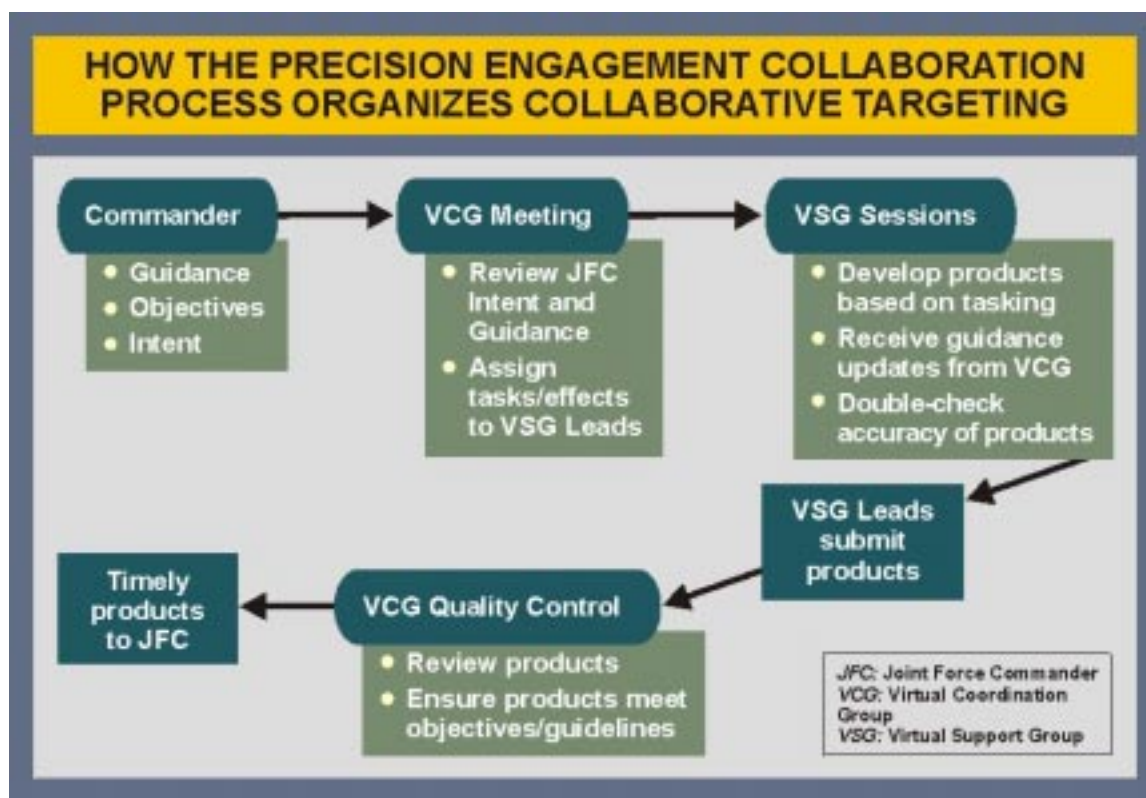 HOW THE PRECISION ENGAGEMENT COLLABORATION
PROCESS ORGANIZES COLLABORATIVE TARGETING
Commander
• Guidance
• Objectives
• Intent
VCG Meeting
• Review JFC
Intent and
Guidance
• Assign
tasks/effects
to VSG Leads
VSG Sessions
• Develop products
based on tasking
• Receive guidance
updates from VCG
• Double-check
accuracy of products
VSG Leads
submit
products
VCG Quality Control
• Review products
• Ensure products meet
objectives/guidelines
Timely
products
to JFC
JFC: Joint Force Commander
VCG: Virtual Coordination
Group
VSG: Virtual Support Group